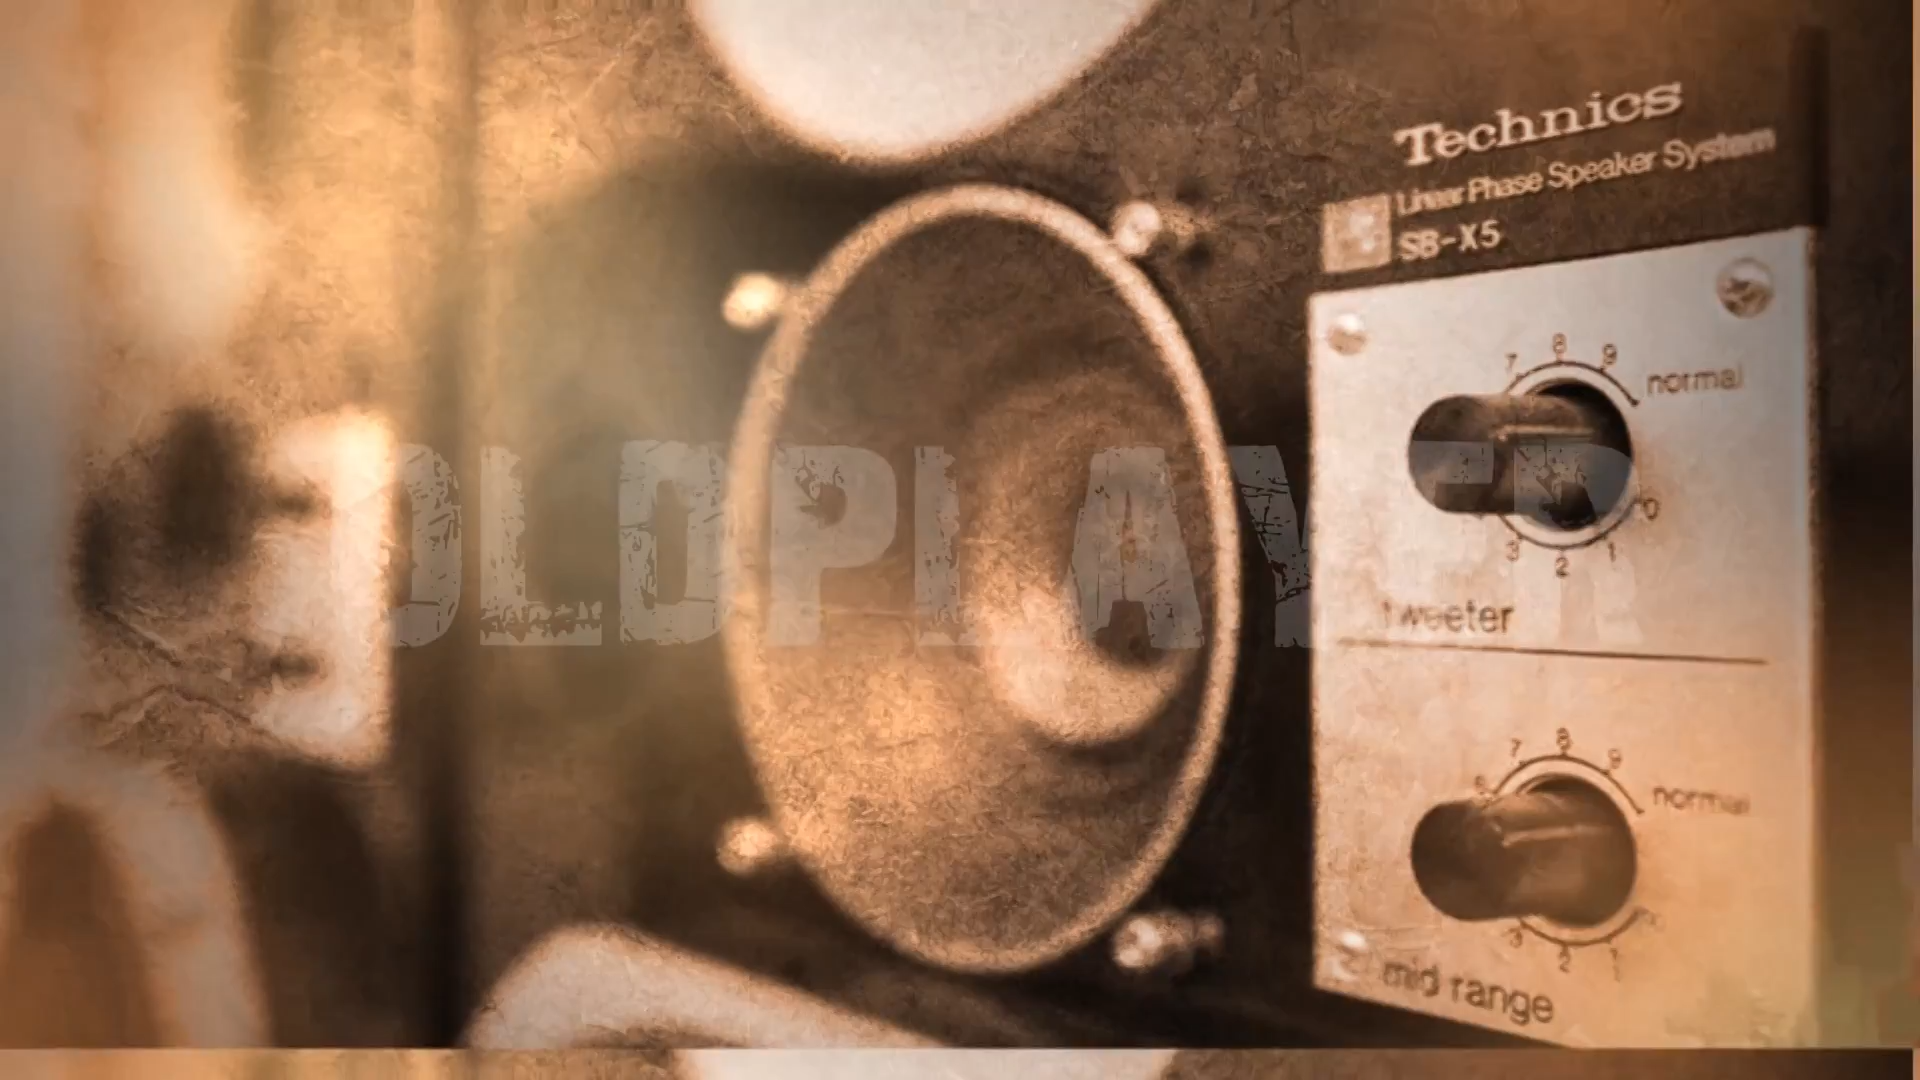 Technics
Linear Phase Speaker System
SB-X5
7 8 9 normal
OLDPLAYER
3 2 1 0
tweeter
6 7 8 9 normal
3 2 1
mid range